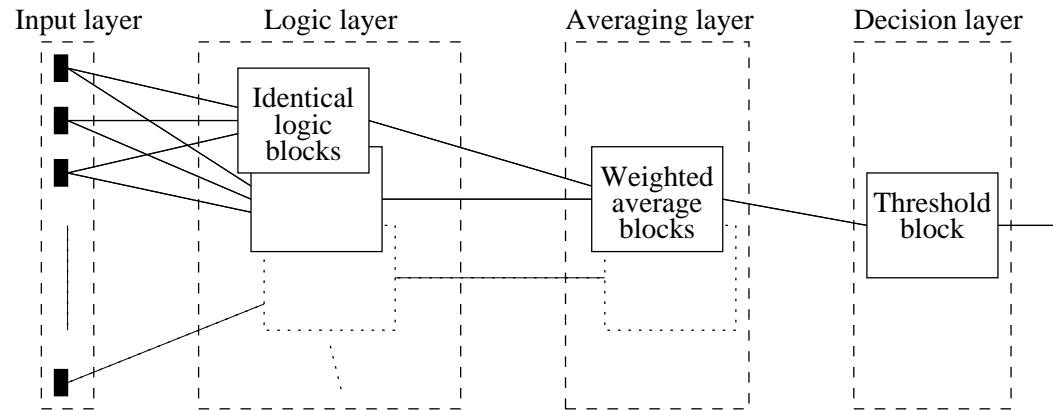 Input layer
Logic layer
Averaging layer
Decision layer
Identical
logic
blocks
Weighted
average
blocks
Threshold
block